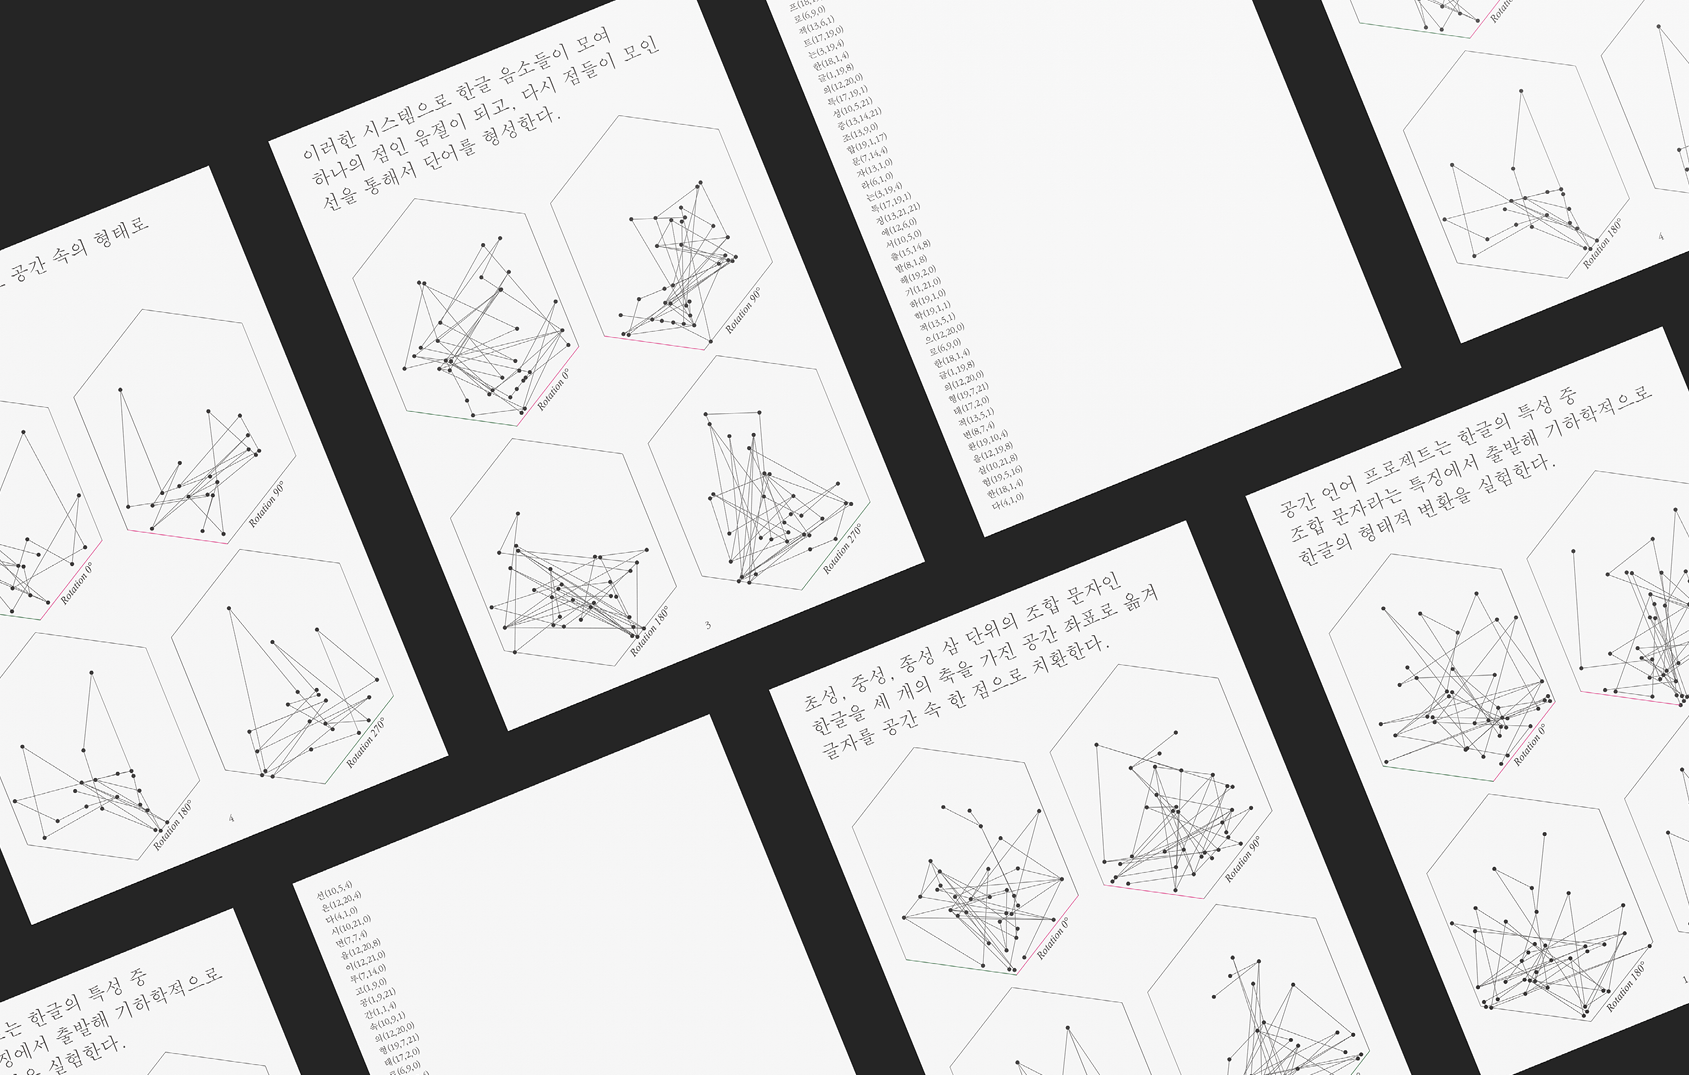 공간 속의 형태로
Rotation 0°
Rotation 90°
Rotation 180°
Rotation 270°
4
이러한 시스템으로 한글 음소들이 모여
하나의 점인 음절이 되고, 다시 점들이 모인
선을 통해서 단어를 형성한다.
Rotation 0°
Rotation 90°
Rotation 180°
Rotation 270°
3
로(6,9,0)
젝(13,6,1)
트(17,19,0)
는(3,19,4)
한(18,1,4)
글(1,19,8)
의(12,20,0)
특(17,19,1)
성(10,5,21)
중(13,14,21)
조(13,9,0)
합(19,1,17)
문(7,14,4)
자(13,1,0)
라(6,1,0)
는(3,19,4)
특(17,19,1)
징(13,21,21)
에(12,6,0)
서(10,5,0)
출(15,14,8)
발(8,1,8)
해(19,2,0)
기(1,21,0)
하(19,1,0)
학(19,1,1)
적(13,5,1)
으(12,20,0)
로(6,9,0)
한(18,1,4)
글(1,19,8)
의(12,20,0)
형(19,7,21)
태(17,2,0)
적(13,5,1)
변(8,7,4)
환(19,10,4)
을(12,19,8)
실(10,21,8)
험(19,5,16)
한(18,1,4)
다(4,1,0)
Rotation 180°
4
공간 언어 프로젝트는 한글의 특성 중
조합 문자라는 특징에서 출발해 기하학적으로
한글의 형태적 변환을 실험한다.
Rotation 0°
Rotation 180°
초성, 중성, 종성 삼 단위의 조합 문자인
한글을 세 개의 축을 가진 공간 좌표로 옮겨
글자를 공간 속 한 점으로 치환한다.
Rotation 0°
Rotation 90°
선(10,5,4)
은(12,20,4)
다(4,1,0)
시(10,21,0)
면(7,7,4)
을(12,20,8)
이(12,21,0)
루(7,14,0)
고(1,9,0)
공(1,9,21)
간(1,1,4)
속(10,9,1)
의(12,20,0)
형(19,7,21)
태(17,2,0)
로(6,9,0)
는 한글의 특성 중
징에서 출발해 기하학적으로
실험한다.